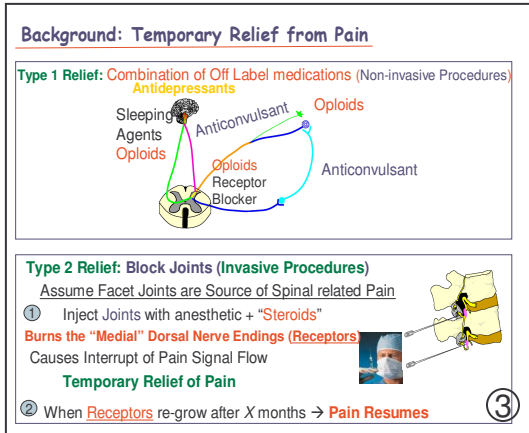 Background: Temporary Relief from Pain
Type 1 Relief: Combination of Off Label medications (Non-invasive Procedures)
Antidepressants
Sleeping
Agents
Oploids
Anticonvulsant
Oploids
Anticonvulsant
Oploids
Receptor
Blocker
Type 2 Relief: Block Joints (Invasive Procedures)
Assume Facet Joints are Source of Spinal related Pain
1 Inject Joints with anesthetic + “Steroids”
Burns the “Medial” Dorsal Nerve Endings (Receptors)
Causes Interrupt of Pain Signal Flow
Temporary Relief of Pain
2 When Receptors re-grow after X months → Pain Resumes
3